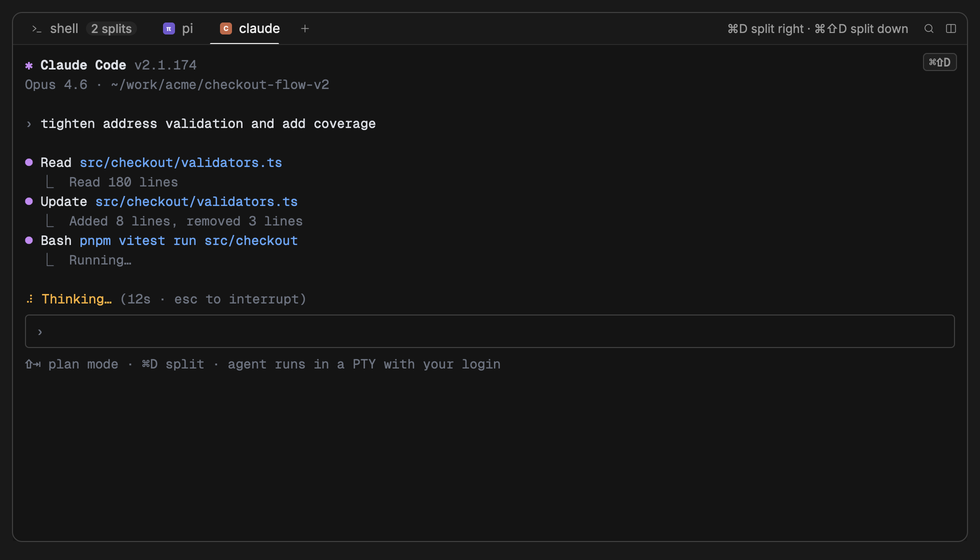 >_ shell 2 splits π pi C claude + ⌘D split right · ⌘⇧D split down
✱ Claude Code v2.1.174
⌘⇧D
Opus 4.6 · ~/work/acme/checkout-flow-v2
› tighten address validation and add coverage
● Read src/checkout/validators.ts
⎿ Read 180 lines
● Update src/checkout/validators.ts
⎿ Added 8 lines, removed 3 lines
● Bash pnpm vitest run src/checkout
⎿ Running…
⠼ Thinking… (12s · esc to interrupt)
›
⇧⇥ plan mode · ⌘D split · agent runs in a PTY with your login